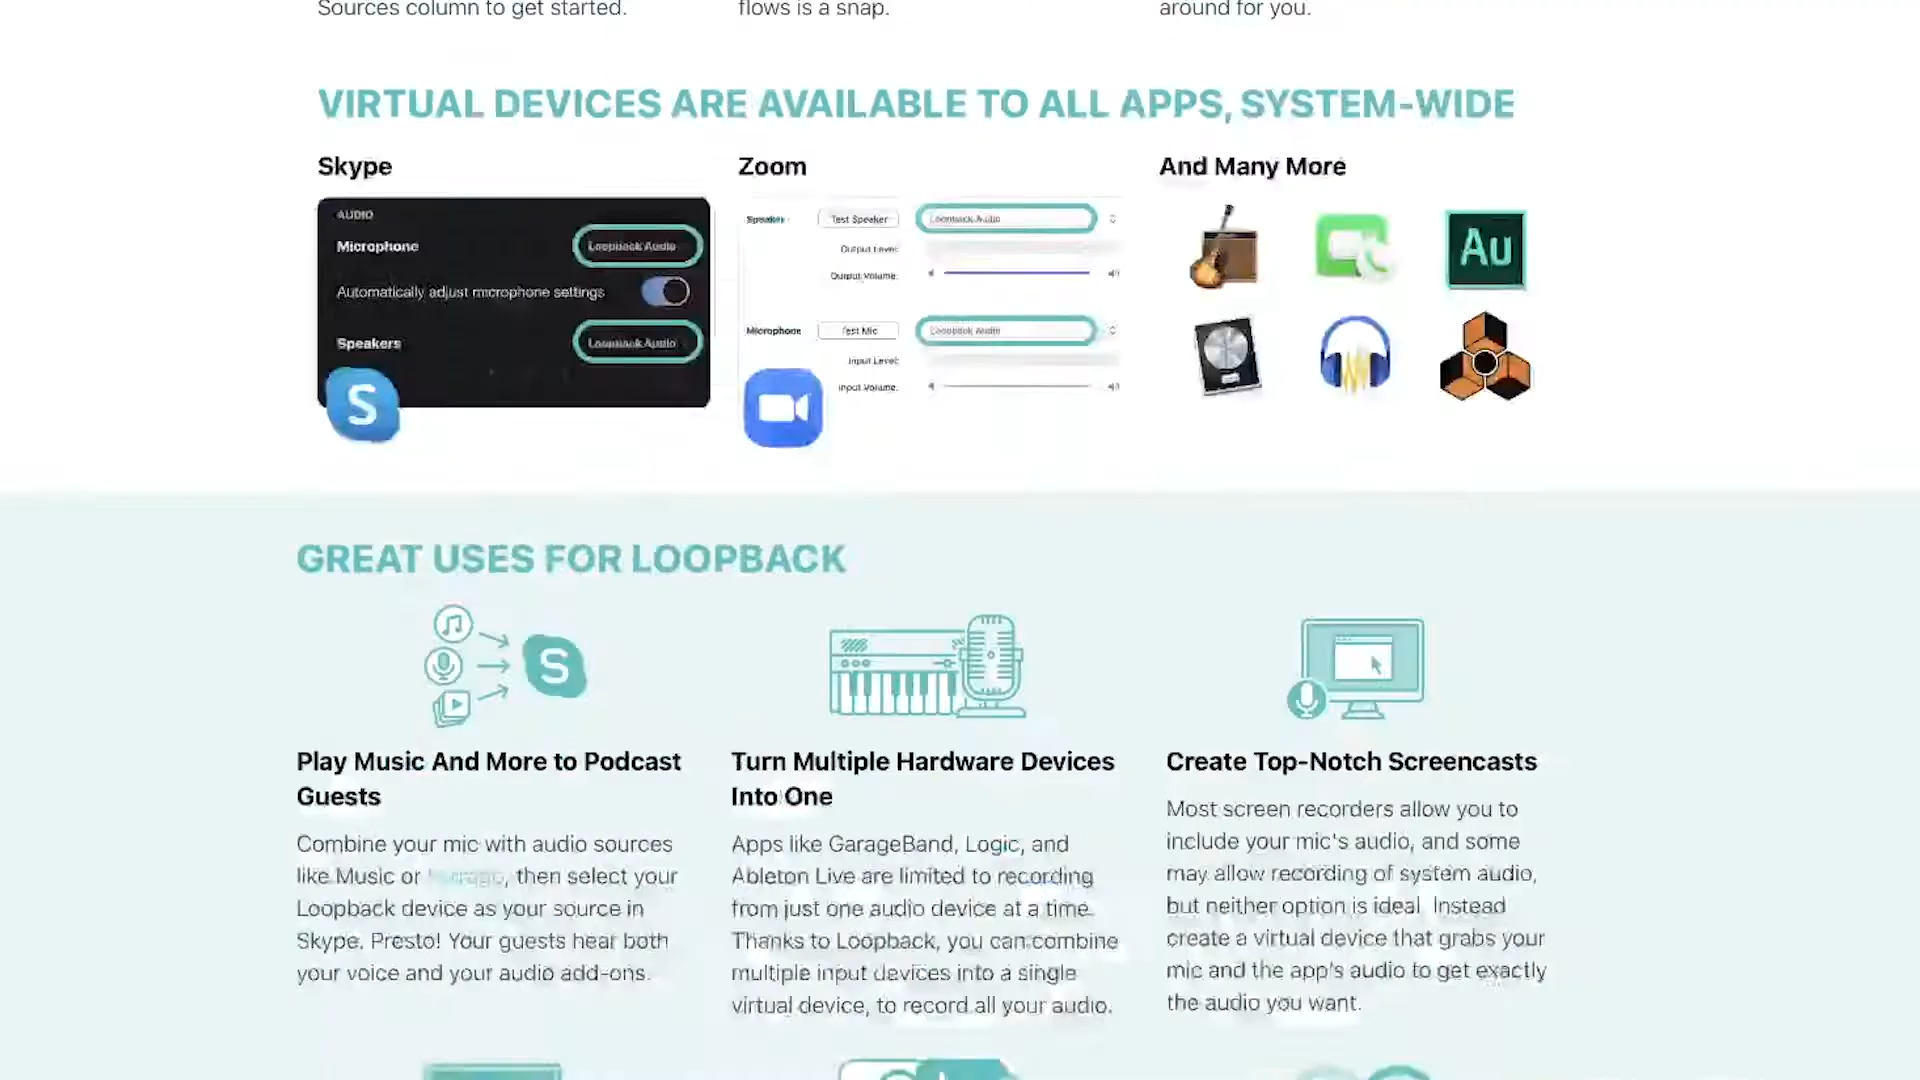 Sources column to get started.
flows is a snap.
around for you.
VIRTUAL DEVICES ARE AVAILABLE TO ALL APPS, SYSTEM-WIDE
Skype
AUDIO
Microphone
Loopback Audio
Automatically adjust microphone settings
Speakers
Loopback Audio
S
Zoom
Speaker
Test Speaker
Loopback Audio
Output Level:
Output Volume:
Microphone
Test Mic
Loopback Audio
Input Level:
Input Volume:
And Many More
Au
GREAT USES FOR LOOPBACK
S
Play Music And More to Podcast
Guests
Combine your mic with audio sources
like Music or , then select your
Loopback device as your source in
Skype. Presto! Your guests hear both
your voice and your audio add-ons.
Turn Multiple Hardware Devices
Into One
Apps like GarageBand, Logic, and
Ableton Live are limited to recording
from just one audio device at a time.
Thanks to Loopback, you can combine
multiple input devices into a single
virtual device, to record all your audio.
Create Top-Notch Screencasts
Most screen recorders allow you to
include your mic's audio, and some
may allow recording of system audio,
but neither option is ideal. Instead
create a virtual device that grabs your
mic and the app's audio to get exactly
the audio you want.